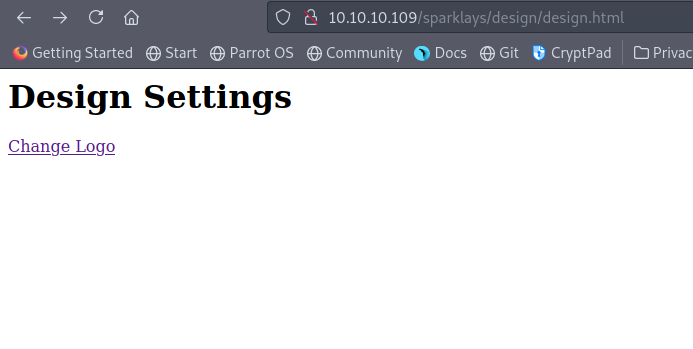 10.10.10.109/sparklays/design/design.html
Getting Started Start Parrot OS Community Docs Git CryptPad Privac
Design Settings
Change Logo